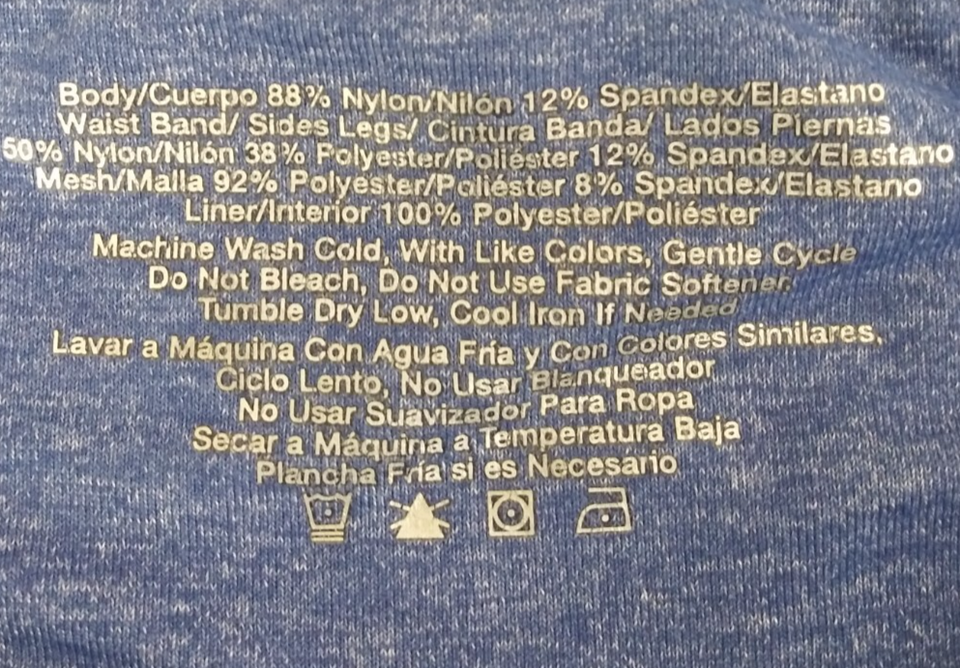 Body/Cuerpo 88% Nylon/Nilón 12% Spandex/Elastano
Waist Band/ Sides Legs/ Cintura Banda/ Lados Piernas
50% Nylon/Nilón 38% Polyester/Poliéster 12% Spandex/Elastano
Mesh/Malla 92% Polyester/Poliéster 8% Spandex/Elastano
Liner/Interior 100% Polyester/Poliéster
Machine Wash Cold, With Like Colors, Gentle Cycle
Do Not Bleach, Do Not Use Fabric Softener.
Tumble Dry Low, Cool Iron If Needed
Lavar a Máquina Con Agua Fría y Con Colores Similares,
Ciclo Lento, No Usar Blanqueador
No Usar Suavizador Para Ropa
Secar a Máquina a Temperatura Baja
Plancha Fría si es Necesario